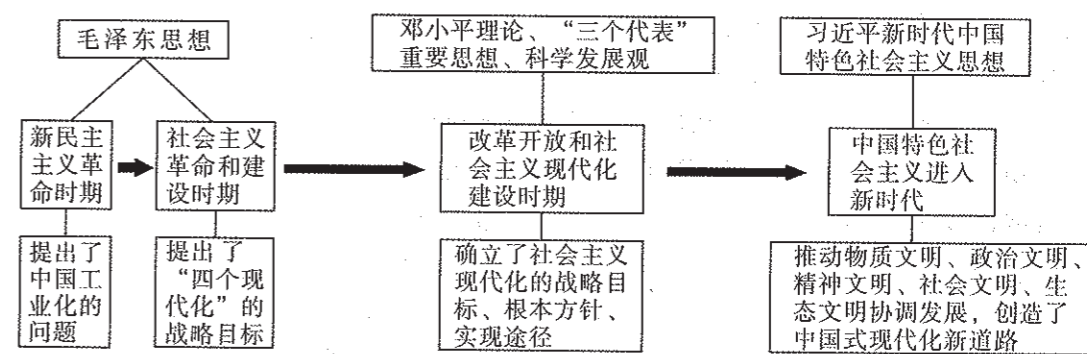 毛泽东思想
邓小平理论、“三个代表”
重要思想、科学发展观
习近平新时代中国
特色社会主义思想
新民主
主义革
命时期
社会主义
革命和建
设时期
改革开放和社
会主义现代化
建设时期
中国特色社
会主义进入
新时代
提出了
中国工
业化的
问题
提出了
“四个现
代化”的
战略目标
确立了社会主义
现代化的战略目
标、根本方针、
实现途径
推动物质文明、政治文明、
精神文明、社会文明、生
态文明协调发展，创造了
中国式现代化新道路